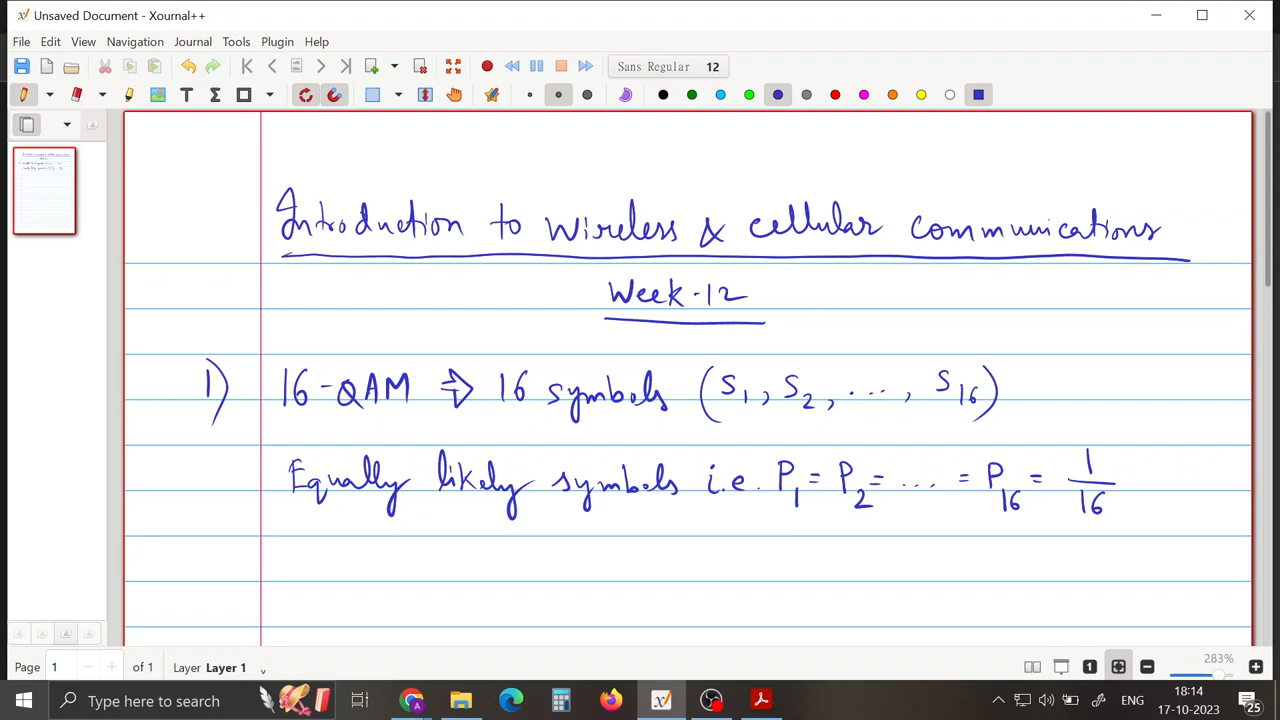 Unsaved Document - Xournal++
File Edit View Navigation Journal Tools Plugin Help
Sans Regular 12
Introduction to Wireless & cellular communications
Week-12
1) 16-QAM ⇒ 16 symbols (S₁, S₂, ..., S₁₆)
Equally likely symbols i.e. P₁ = P₂ = ... = P₁₆ = 1/16
Page 1 of 1 Layer Layer 1 1 283%
Type here to search ENG 18:14
17-10-2023 25